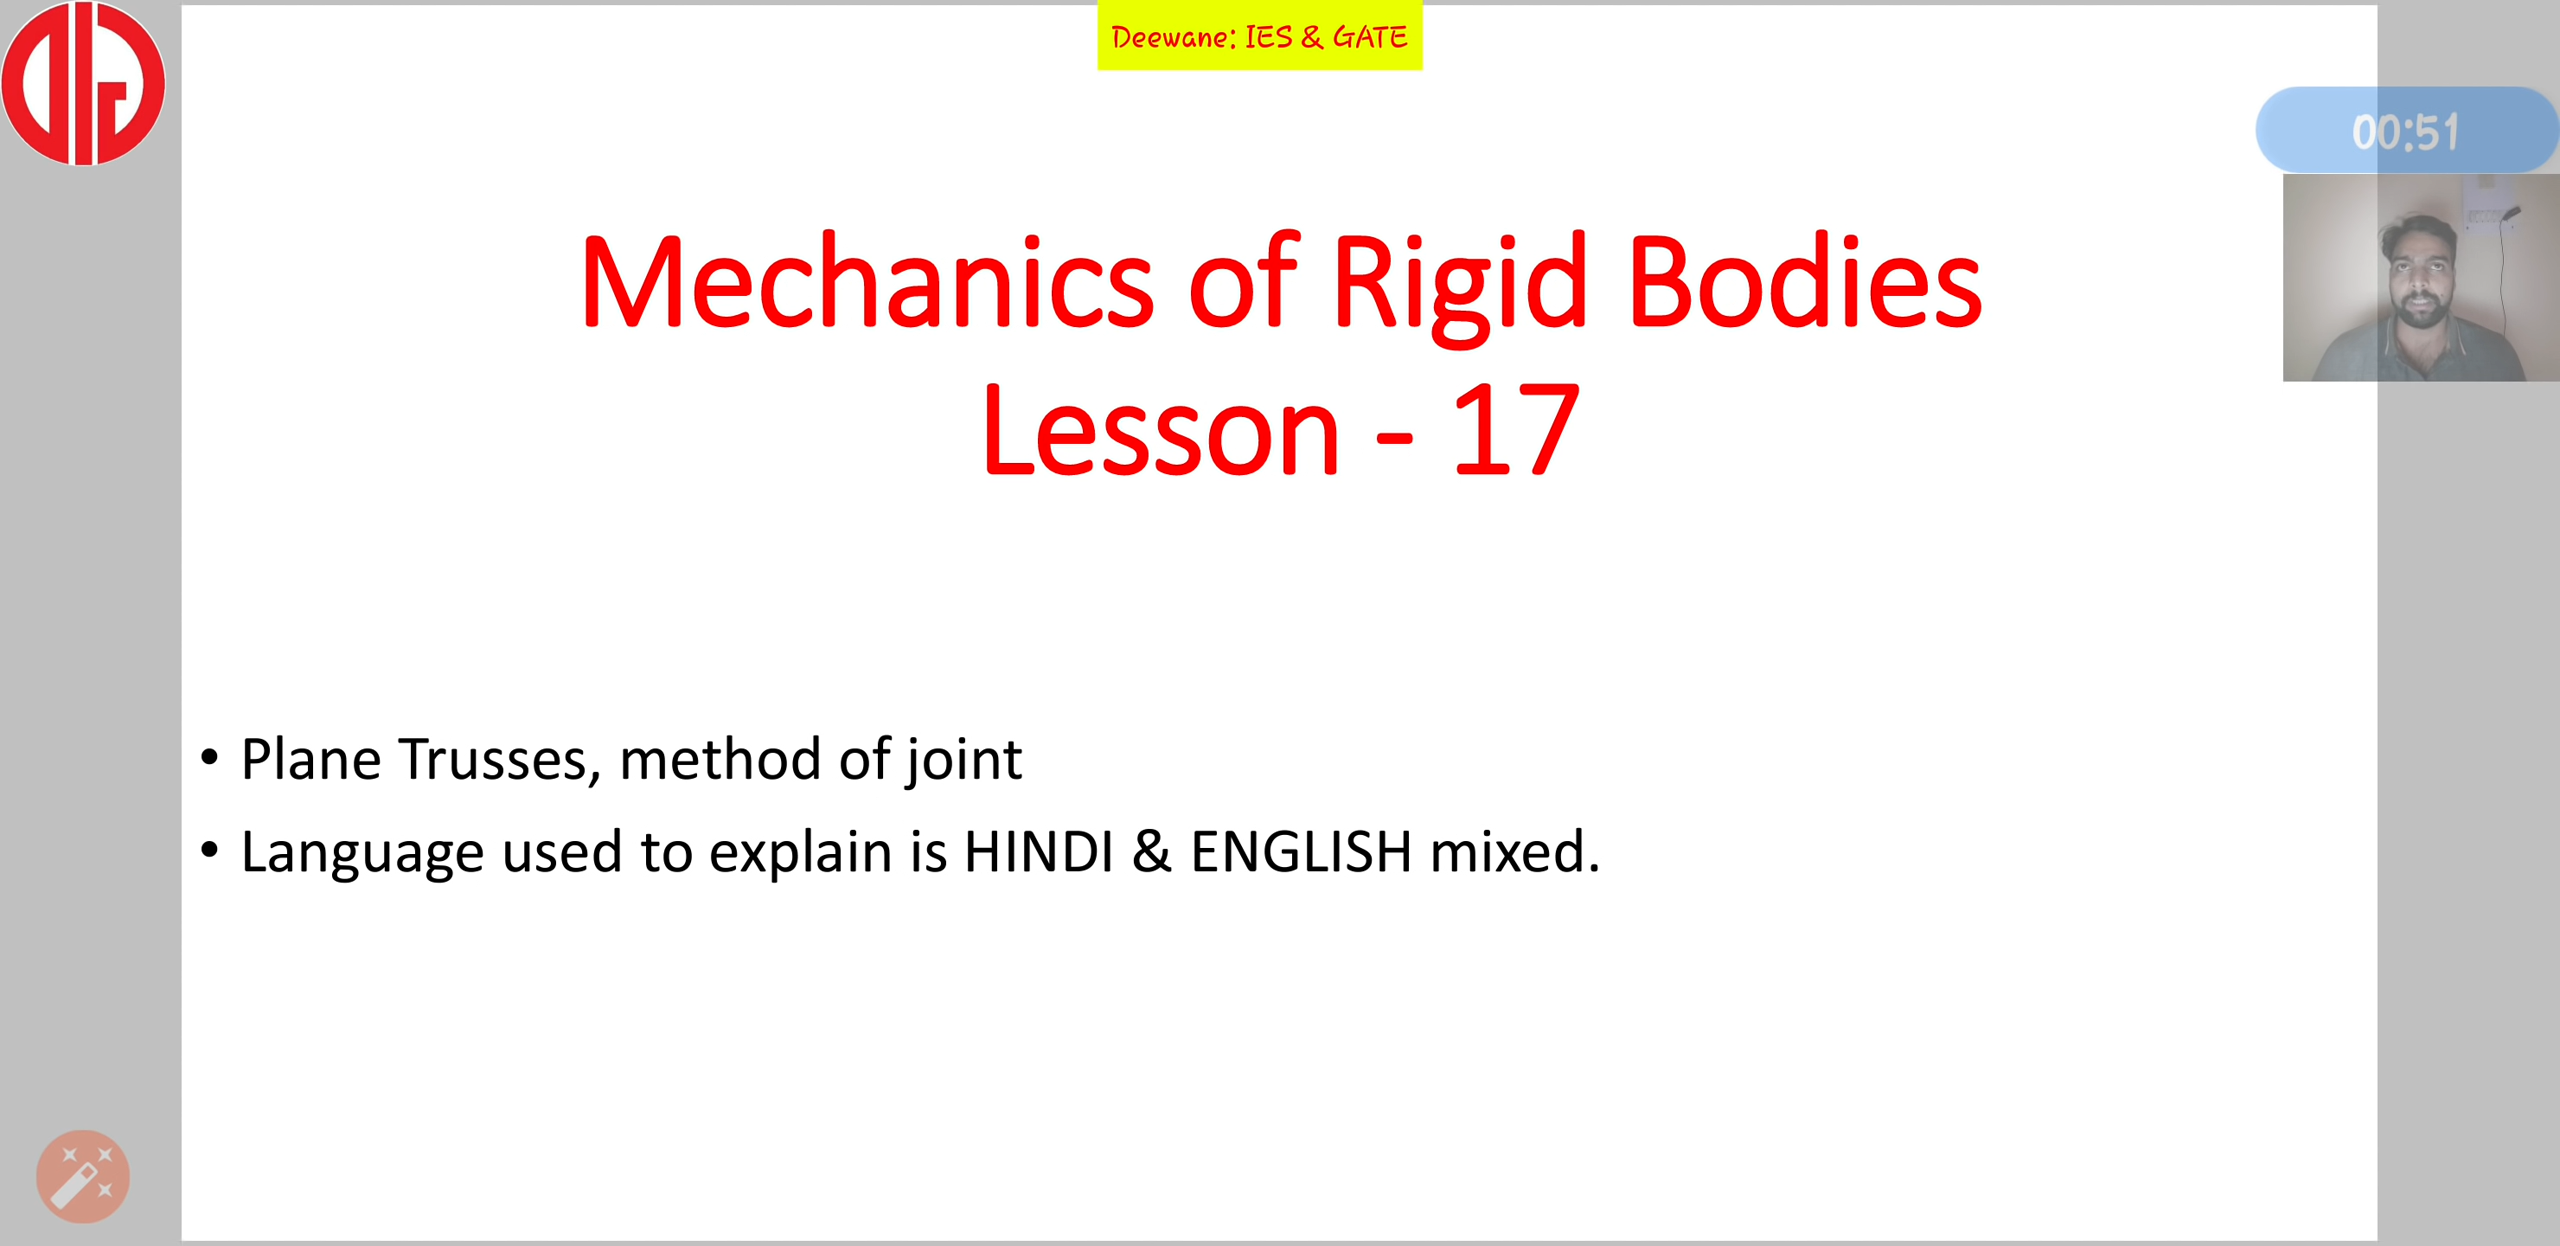 Deewane: IES & GATE
00:51
Mechanics of Rigid Bodies
Lesson - 17
• Plane Trusses, method of joint
• Language used to explain is HINDI & ENGLISH mixed.